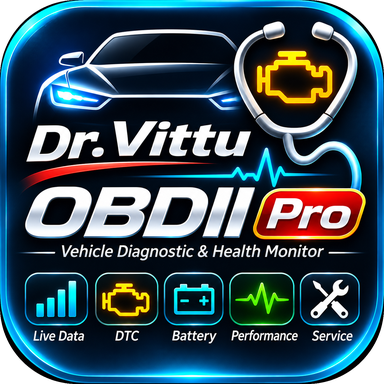 Dr. Vittu
OBDII Pro
Vehicle Diagnostic & Health Monitor
Live Data
DTC
Battery
Performance
Service